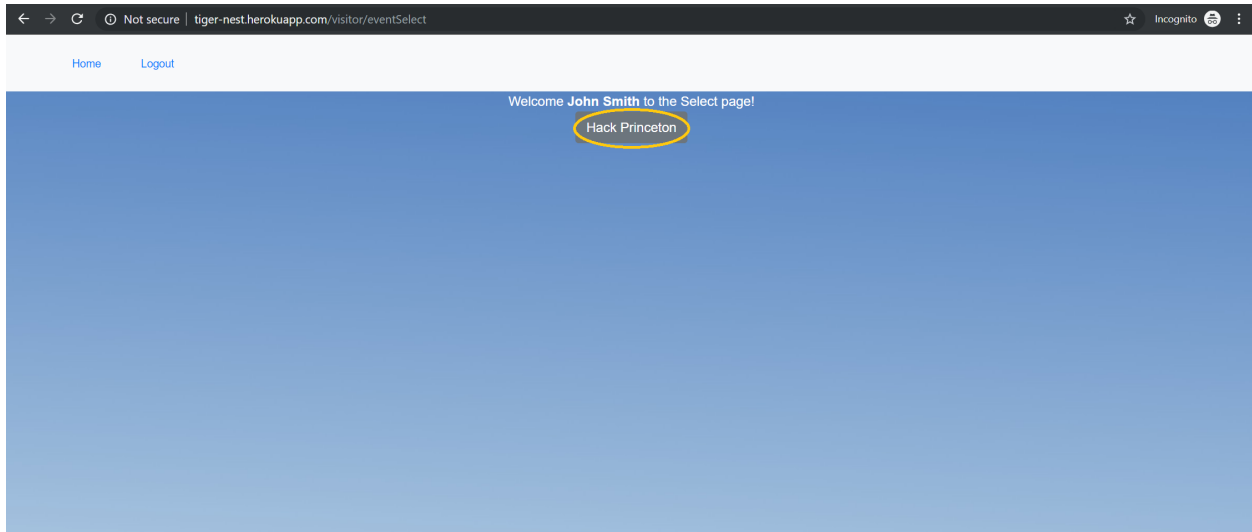 Not secure | tiger-nest.herokuapp.com/visitor/eventSelect Incognito
Home Logout
Welcome John Smith to the Select page!
Hack Princeton